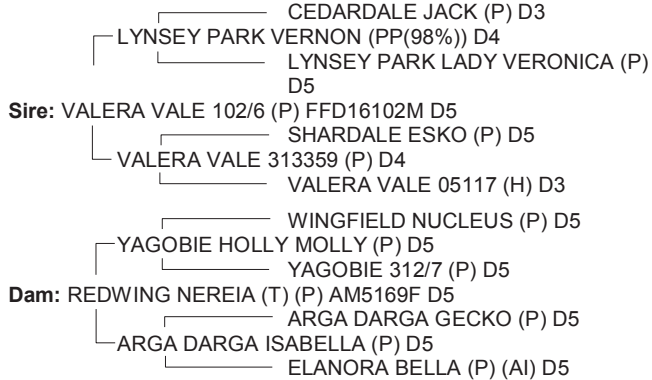 CEDARDALE JACK (P) D3
LYNSEY PARK VERNON (PP(98%)) D4
LYNSEY PARK LADY VERONICA (P)
D5
Sire: VALERA VALE 102/6 (P) FFD16102M D5
SHARDALE ESKO (P) D5
VALERA VALE 313359 (P) D4
VALERA VALE 05117 (H) D3
WINGFIELD NUCLEUS (P) D5
YAGOBIE HOLLY MOLLY (P) D5
YAGOBIE 312/7 (P) D5
Dam: REDWING NEREIA (T) (P) AM5169F D5
ARGA DARGA GECKO (P) D5
ARGA DARGA ISABELLA (P) D5
ELANORA BELLA (P) (AI) D5